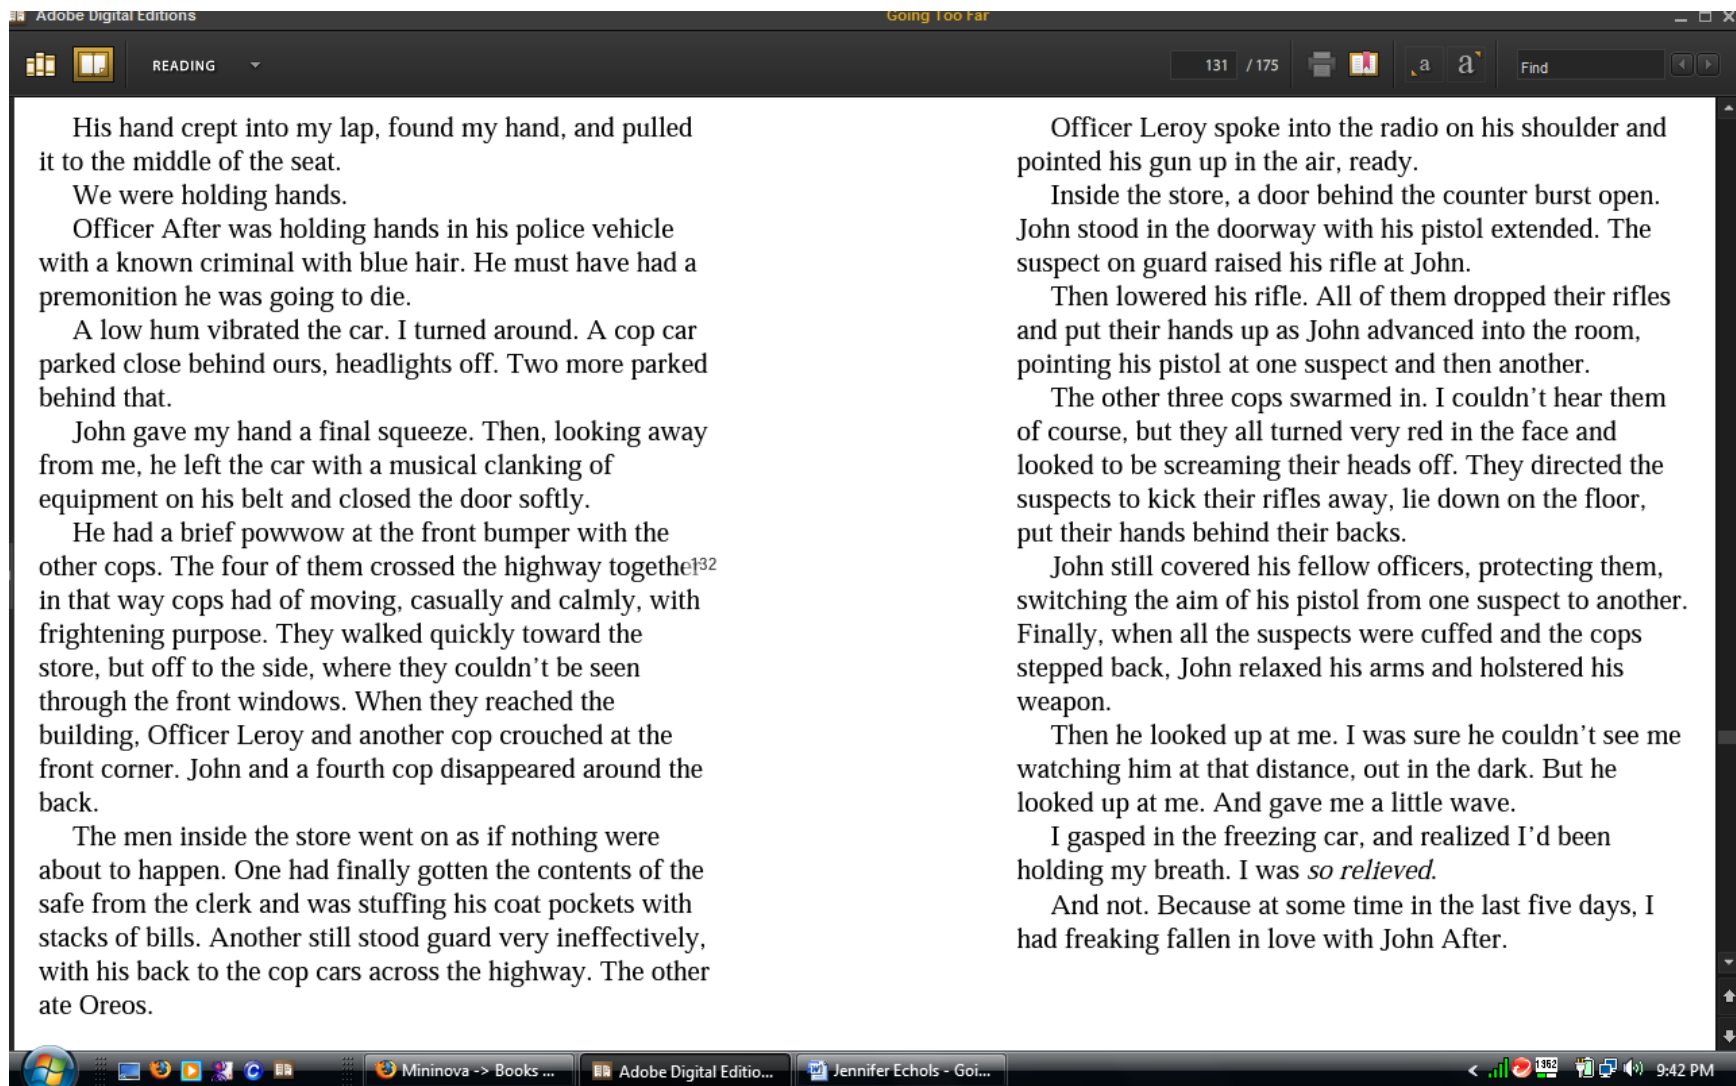 Adobe Digital Editions
Going Too Far
READING
131 / 175
a
a
Find
His hand crept into my lap, found my hand, and pulled
it to the middle of the seat.
We were holding hands.
Officer After was holding hands in his police vehicle
with a known criminal with blue hair. He must have had a
premonition he was going to die.
A low hum vibrated the car. I turned around. A cop car
parked close behind ours, headlights off. Two more parked
behind that.
John gave my hand a final squeeze. Then, looking away
from me, he left the car with a musical clanking of
equipment on his belt and closed the door softly.
He had a brief powwow at the front bumper with the
other cops. The four of them crossed the highway together
132
in that way cops had of moving, casually and calmly, with
frightening purpose. They walked quickly toward the
store, but off to the side, where they couldn't be seen
through the front windows. When they reached the
building, Officer Leroy and another cop crouched at the
front corner. John and a fourth cop disappeared around the
back.
The men inside the store went on as if nothing were
about to happen. One had finally gotten the contents of the
safe from the clerk and was stuffing his coat pockets with
stacks of bills. Another still stood guard very ineffectively,
with his back to the cop cars across the highway. The other
ate Oreos.
Officer Leroy spoke into the radio on his shoulder and
pointed his gun up in the air, ready.
Inside the store, a door behind the counter burst open.
John stood in the doorway with his pistol extended. The
suspect on guard raised his rifle at John.
Then lowered his rifle. All of them dropped their rifles
and put their hands up as John advanced into the room,
pointing his pistol at one suspect and then another.
The other three cops swarmed in. I couldn't hear them
of course, but they all turned very red in the face and
looked to be screaming their heads off. They directed the
suspects to kick their rifles away, lie down on the floor,
put their hands behind their backs.
John still covered his fellow officers, protecting them,
switching the aim of his pistol from one suspect to another.
Finally, when all the suspects were cuffed and the cops
stepped back, John relaxed his arms and holstered his
weapon.
Then he looked up at me. I was sure he couldn't see me
watching him at that distance, out in the dark. But he
looked up at me. And gave me a little wave.
I gasped in the freezing car, and realized I'd been
holding my breath. I was so relieved.
And not. Because at some time in the last five days, I
had freaking fallen in love with John After.
Mininova -> Books ...
Adobe Digital Editio...
Jennifer Echols - Goi...
1352
9:42 PM